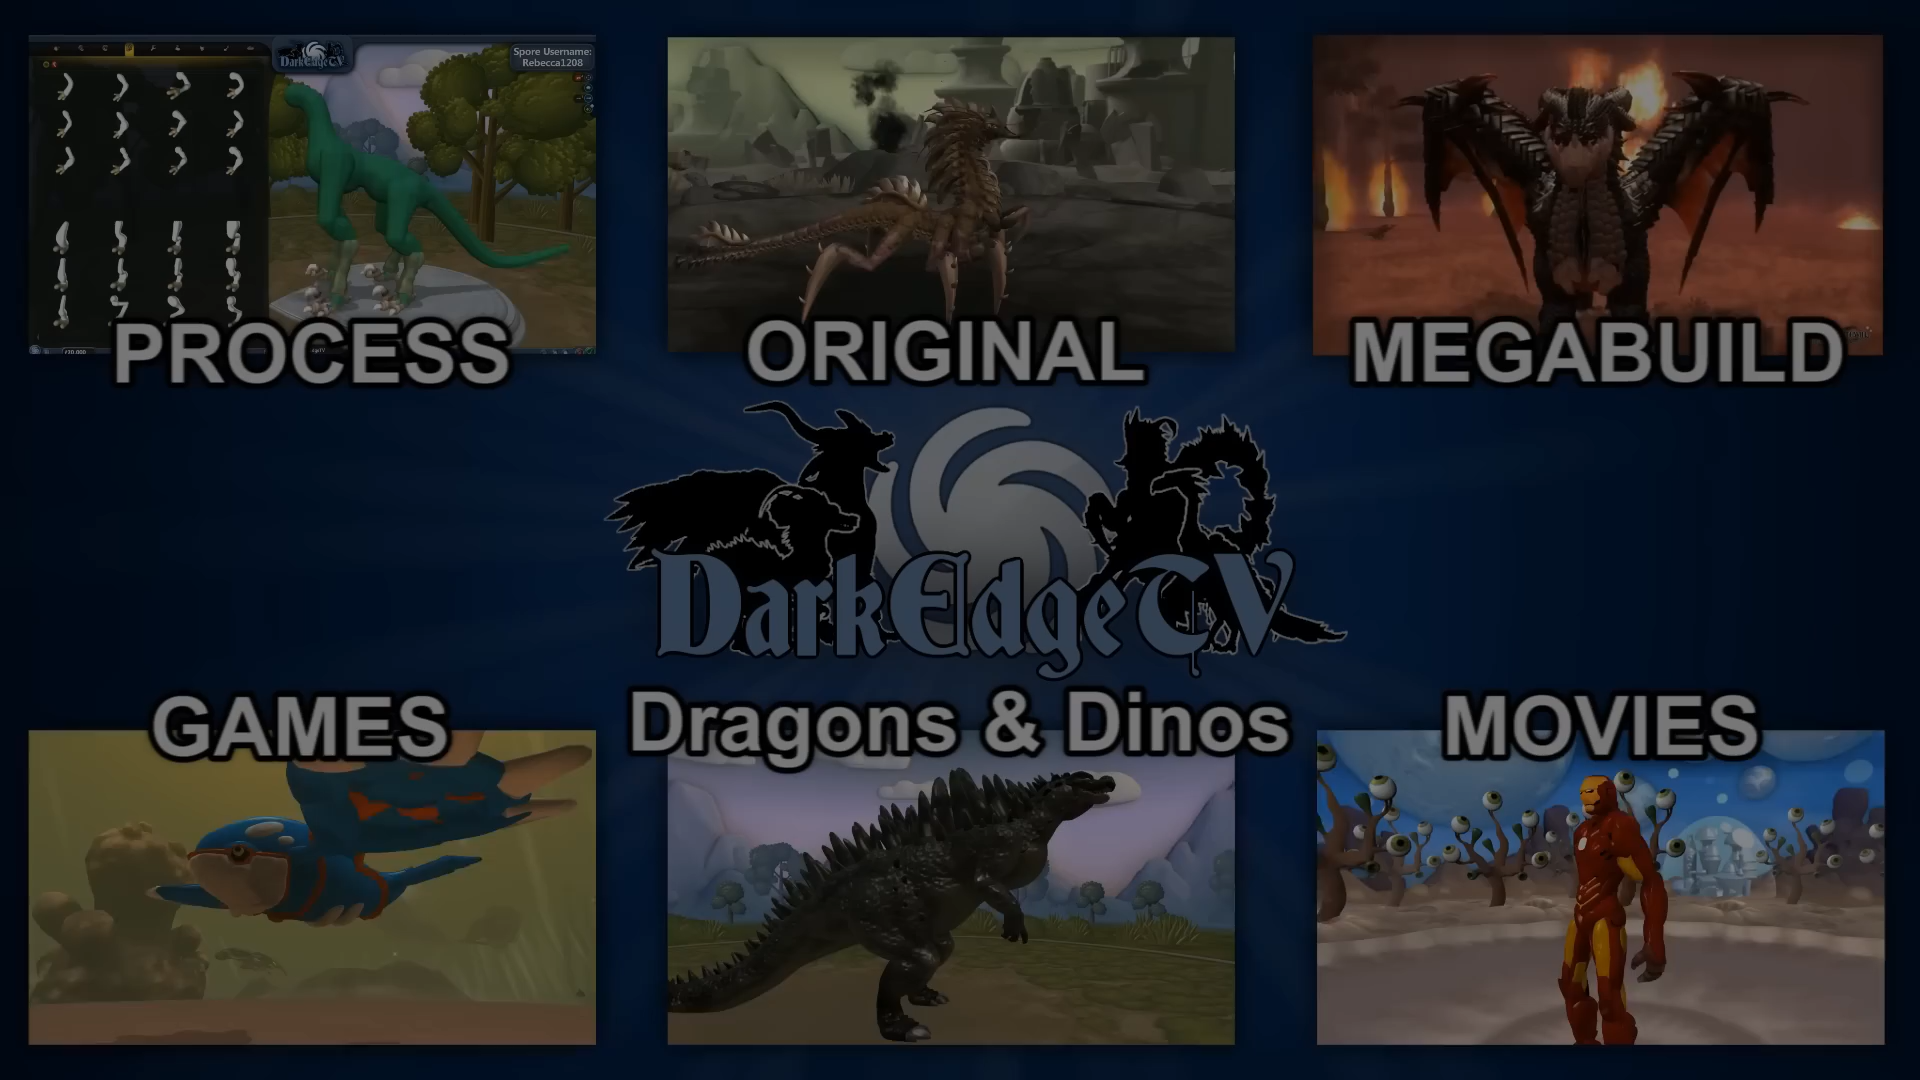 DarkEdgeTV
Spore Username:
Rebecca1208
PROCESS
ORIGINAL
MEGABUILD
DarkEdgeTV
GAMES
Dragons & Dinos
MOVIES